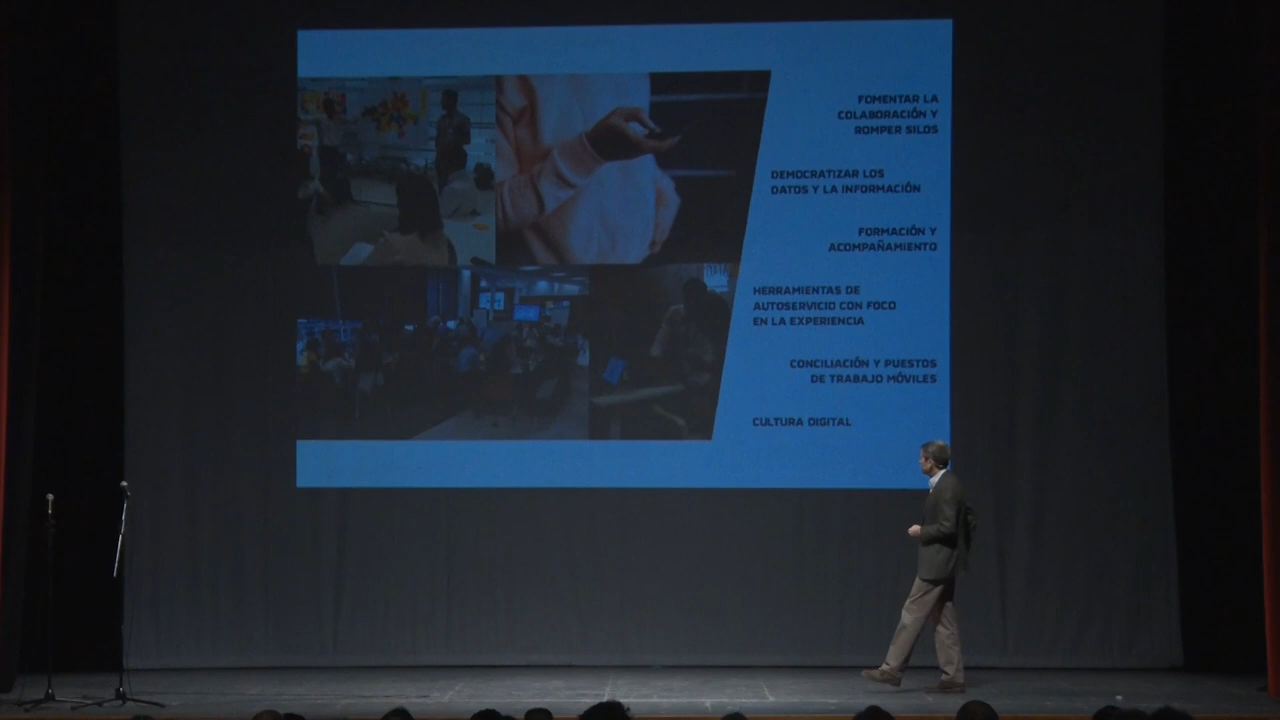 FOMENTAR LA
COLABORACIÓN Y
ROMPER SILOS
DEMOCRATIZAR LOS
DATOS Y LA INFORMACIÓN
FORMACIÓN Y
ACOMPAÑAMIENTO
HERRAMIENTAS DE
AUTOSERVICIO CON FOCO
EN LA EXPERIENCIA
CONCILIACIÓN Y PUESTOS
DE TRABAJO MÓVILES
CULTURA DIGITAL